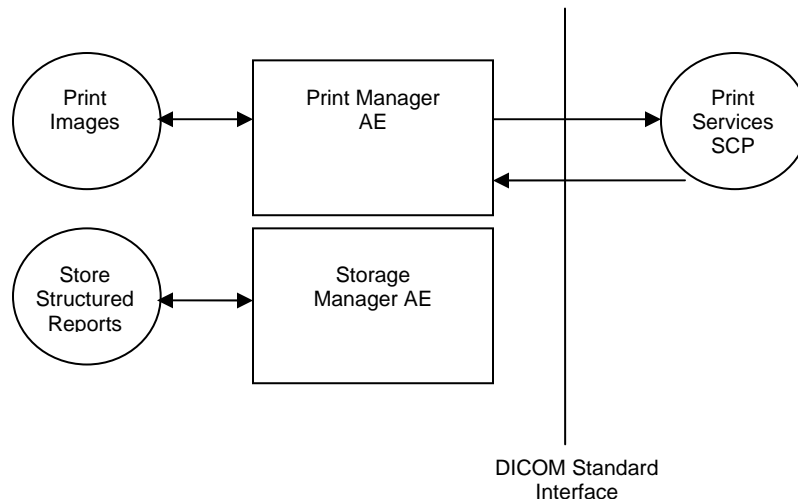 Print
Images
Print Manager
AE
Print
Services
SCP
Store
Structured
Reports
Storage
Manager AE
DICOM Standard
Interface